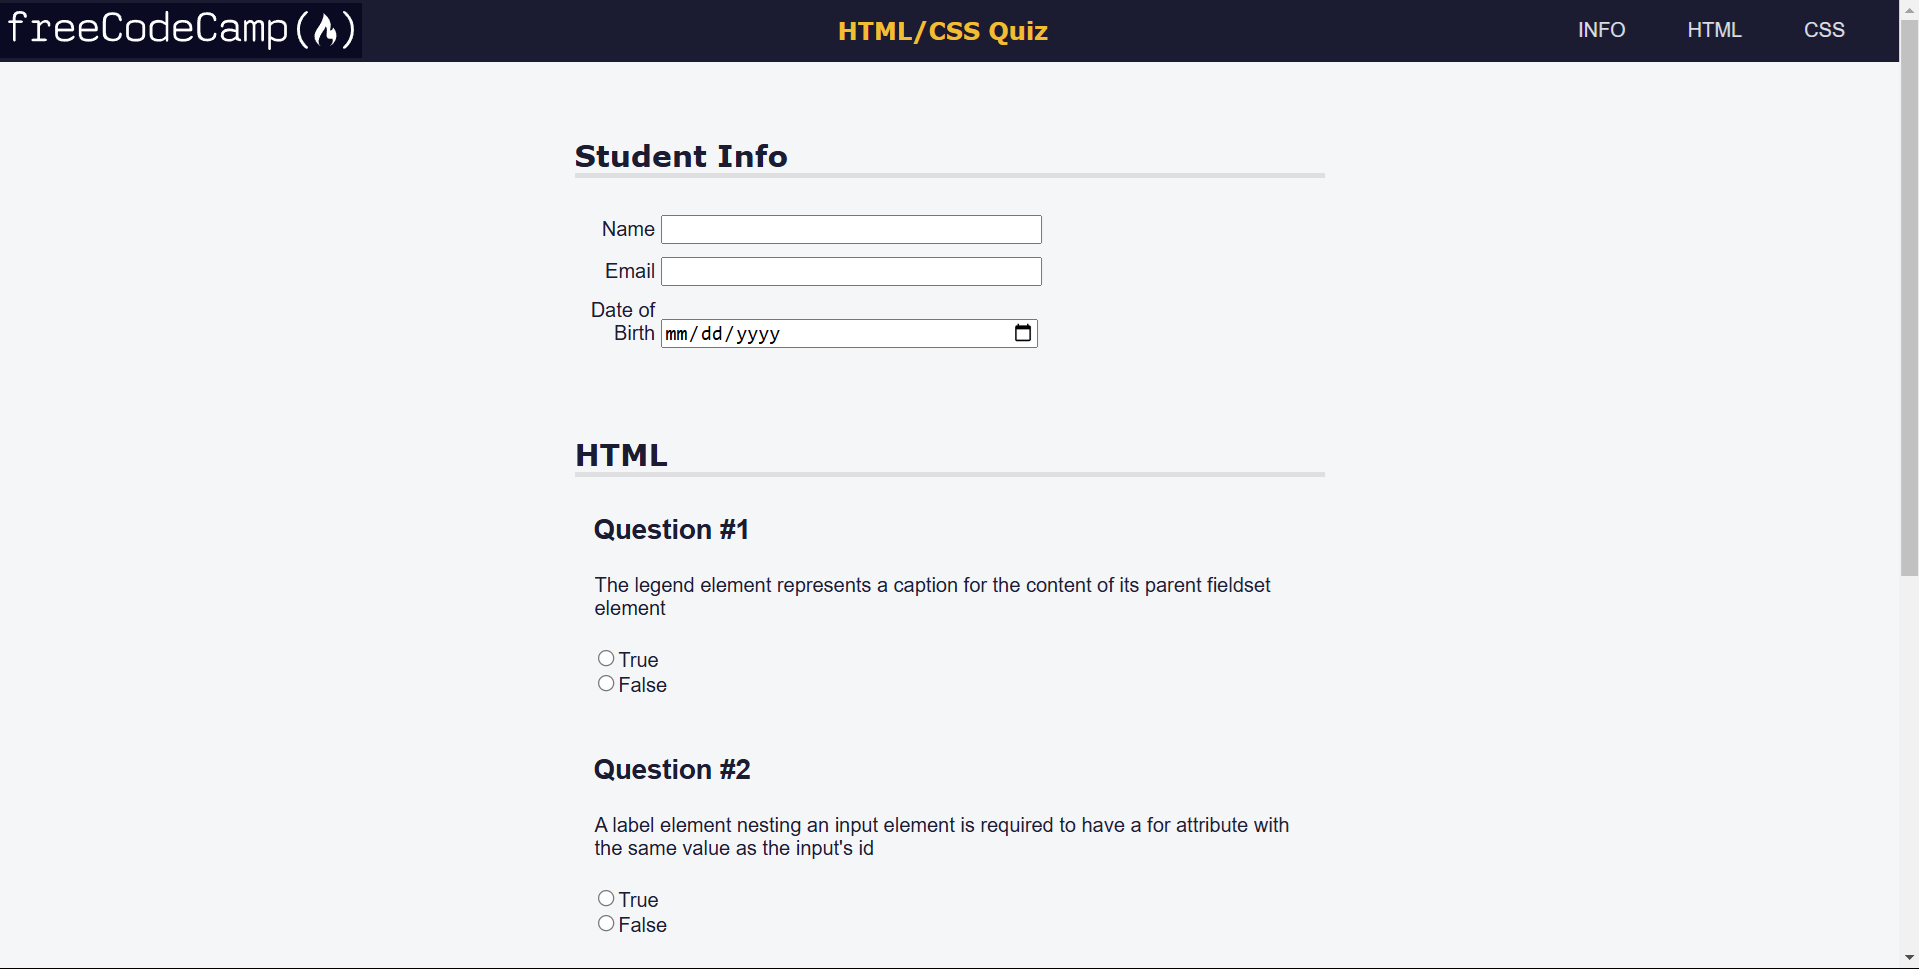 freeCodeCamp(🔥)
HTML/CSS Quiz
INFO
HTML
CSS
Student Info
Name
Email
Date of
Birth
mm/dd/yyyy
HTML
Question #1
The legend element represents a caption for the content of its parent fieldset
element
True
False
Question #2
A label element nesting an input element is required to have a for attribute with
the same value as the input's id
True
False